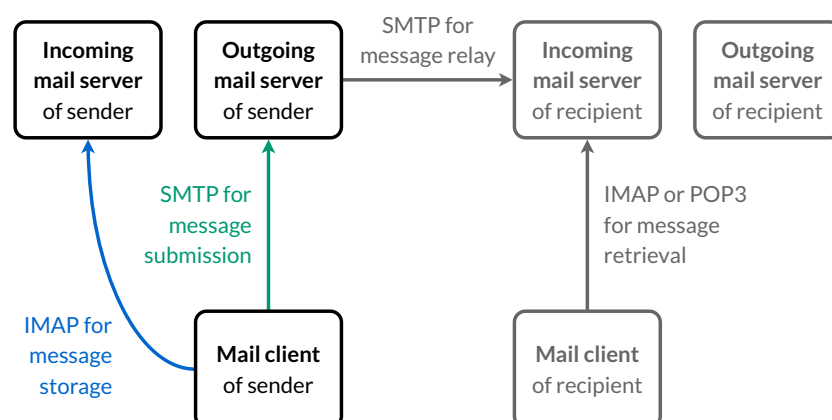 Incoming
mail server
of sender
Outgoing
mail server
of sender
SMTP for
message relay
Incoming
mail server
of recipient
Outgoing
mail server
of recipient
SMTP for
message
submission
IMAP or POP3
for message
retrieval
IMAP for
message
storage
Mail client
of sender
Mail client
of recipient